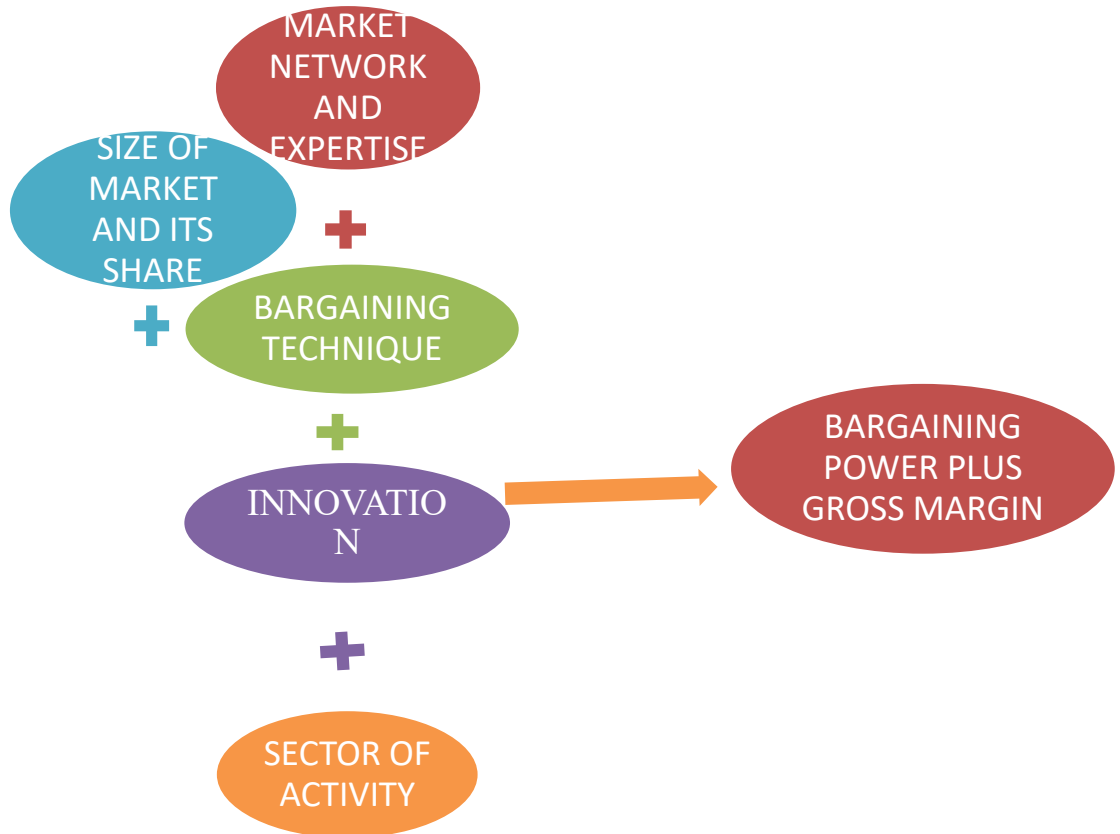 MARKET
NETWORK
AND
EXPERTISE
SIZE OF
MARKET
AND ITS
SHARE
BARGAINING
TECHNIQUE
INNOVATIO
N
BARGAINING
POWER PLUS
GROSS MARGIN
SECTOR OF
ACTIVITY